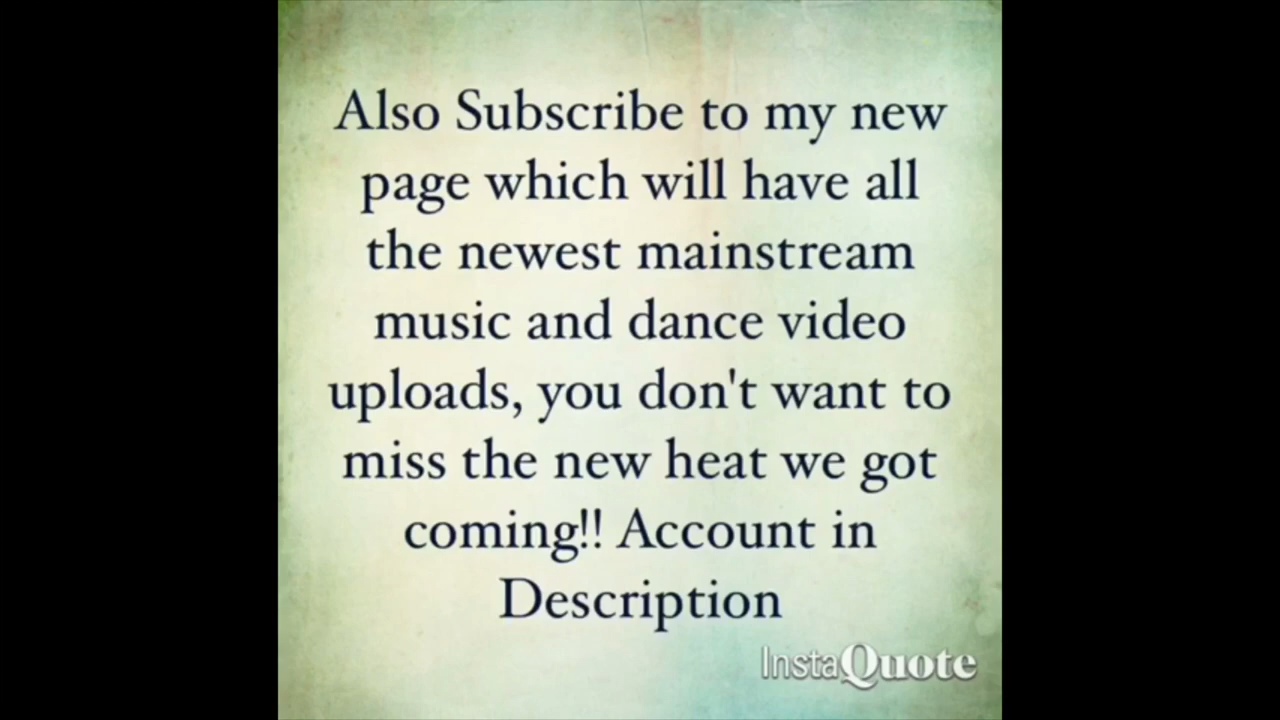 Also Subscribe to my new
page which will have all
the newest mainstream
music and dance video
uploads, you don't want to
miss the new heat we got
coming!! Account in
Description
InstaQuote